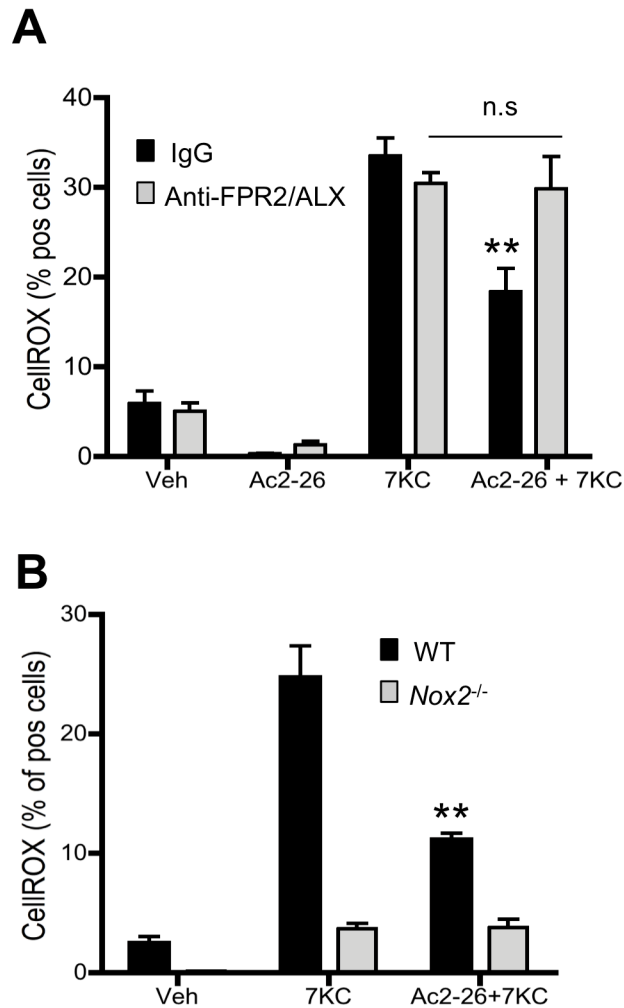 A
CellROX (% pos cells)
40
30
20
10
0
IgG
Anti-FPR2/ALX
n.s
**
Veh Ac2-26 7KC Ac2-26 + 7KC
B
CellROX (% of pos cells)
30
20
10
0
WT
Nox2-/-
**
Veh 7KC Ac2-26+7KC